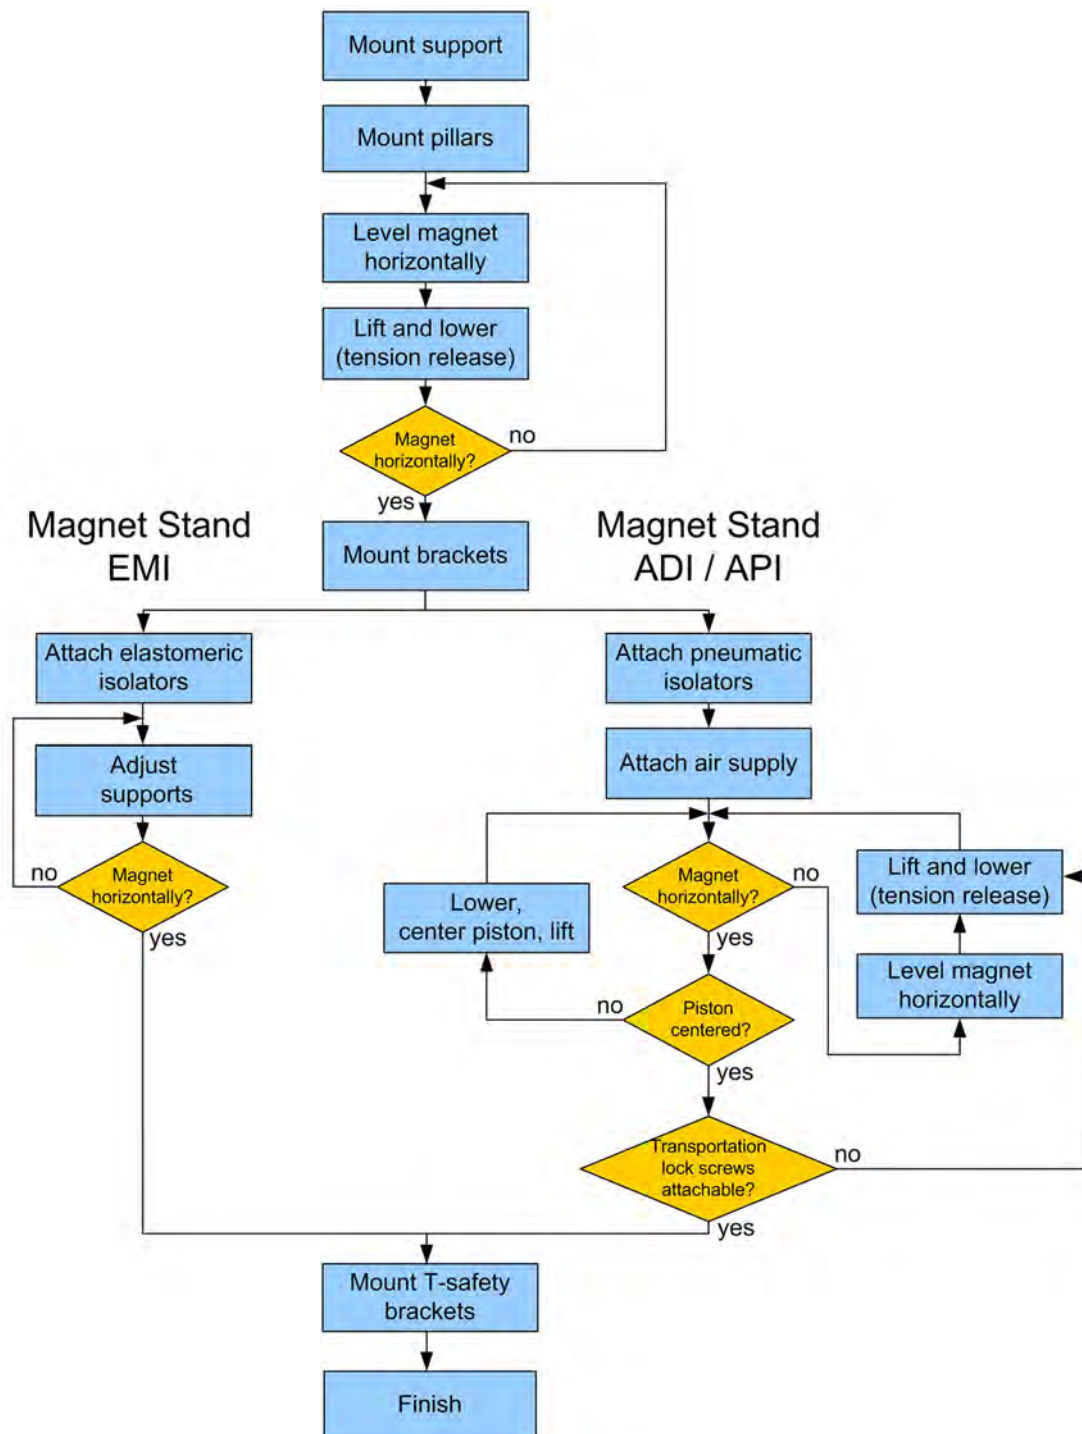 Mount support
Mount pillars
Level magnet
horizontally
Lift and lower
(tension release)
Magnet
horizontally?
no
yes
Mount brackets
Magnet Stand
EMI
Magnet Stand
ADI / API
Attach elastomeric
isolators
Adjust
supports
Magnet
horizontally?
no
yes
Attach pneumatic
isolators
Attach air supply
Magnet
horizontally?
no
yes
Lift and lower
(tension release)
Lower,
center piston, lift
Level magnet
horizontally
Piston
centered?
no
yes
Transportation
lock screws
attachable?
no
yes
Mount T-safety
brackets
Finish